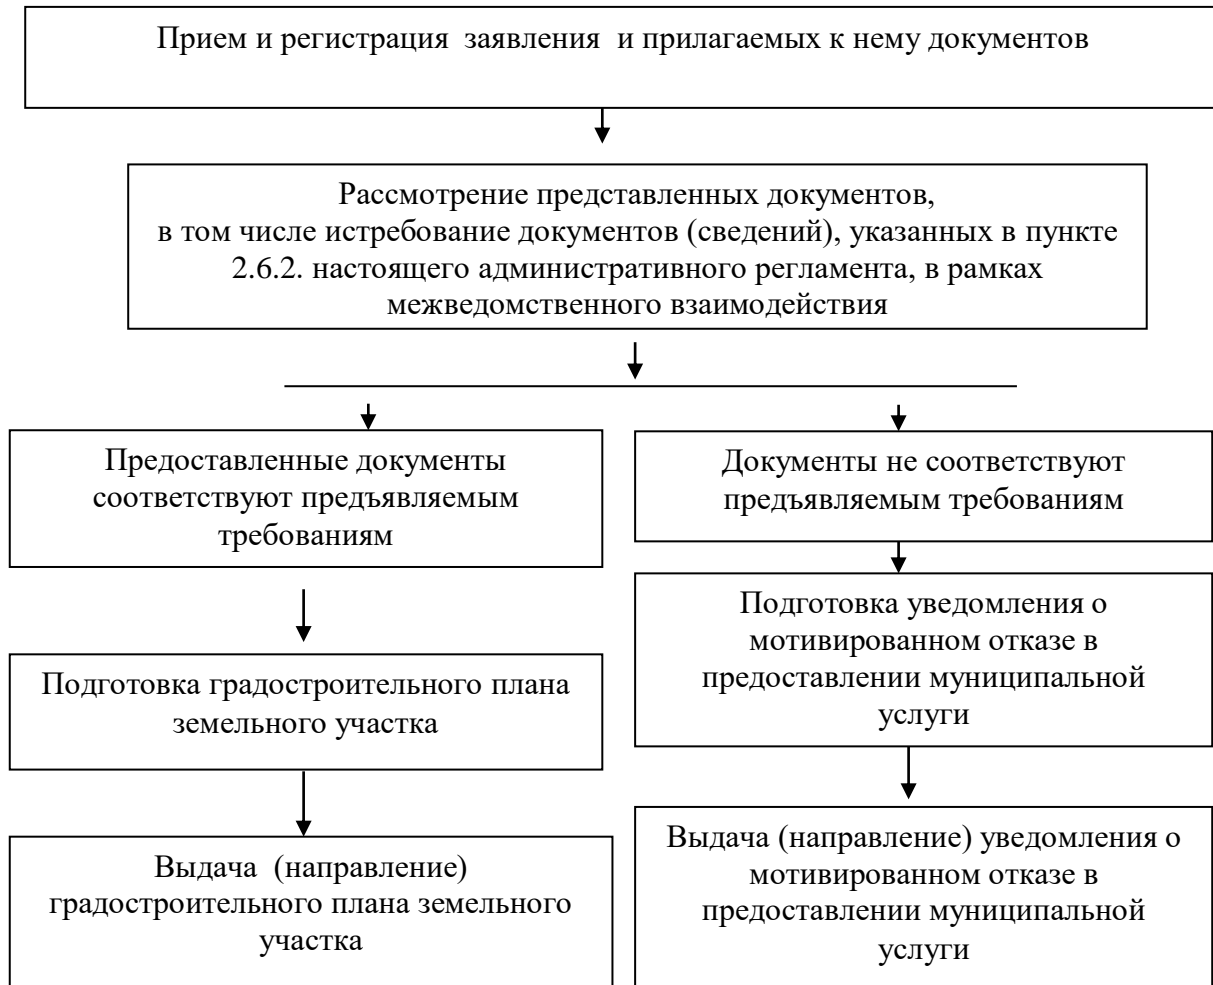 Прием и регистрация заявления и прилагаемых к нему документов
Рассмотрение представленных документов,
в том числе истребование документов (сведений), указанных в пункте
2.6.2. настоящего административного регламента, в рамках
межведомственного взаимодействия
Предоставленные документы
соответствуют предъявляемым
требованиям
Документы не соответствуют
предъявляемым требованиям
Подготовка уведомления о
мотивированном отказе в
предоставлении муниципальной
услуги
Подготовка градостроительного плана
земельного участка
Выдача (направление)
градостроительного плана земельного
участка
Выдача (направление) уведомления о
мотивированном отказе в
предоставлении муниципальной
услуги